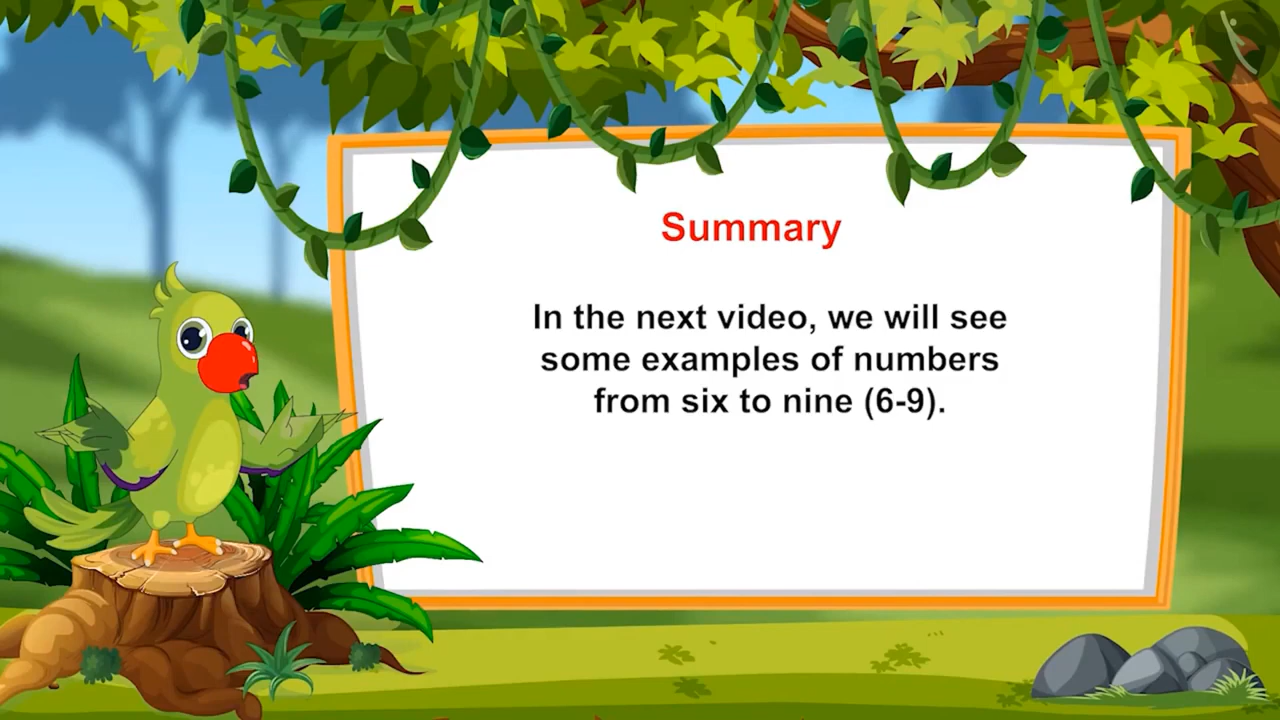 Summary
In the next video, we will see
some examples of numbers
from six to nine (6-9).